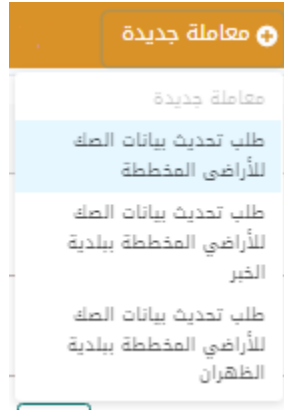 معاملة جديدة
معاملة جديدة
طلب تحديث بيانات الصك
للأراضي المخططة
طلب تحديث بيانات الصك
للأراضي المخططة ببلدية
الخبر
طلب تحديث بيانات الصك
للأراضي المخططة ببلدية
الظهران